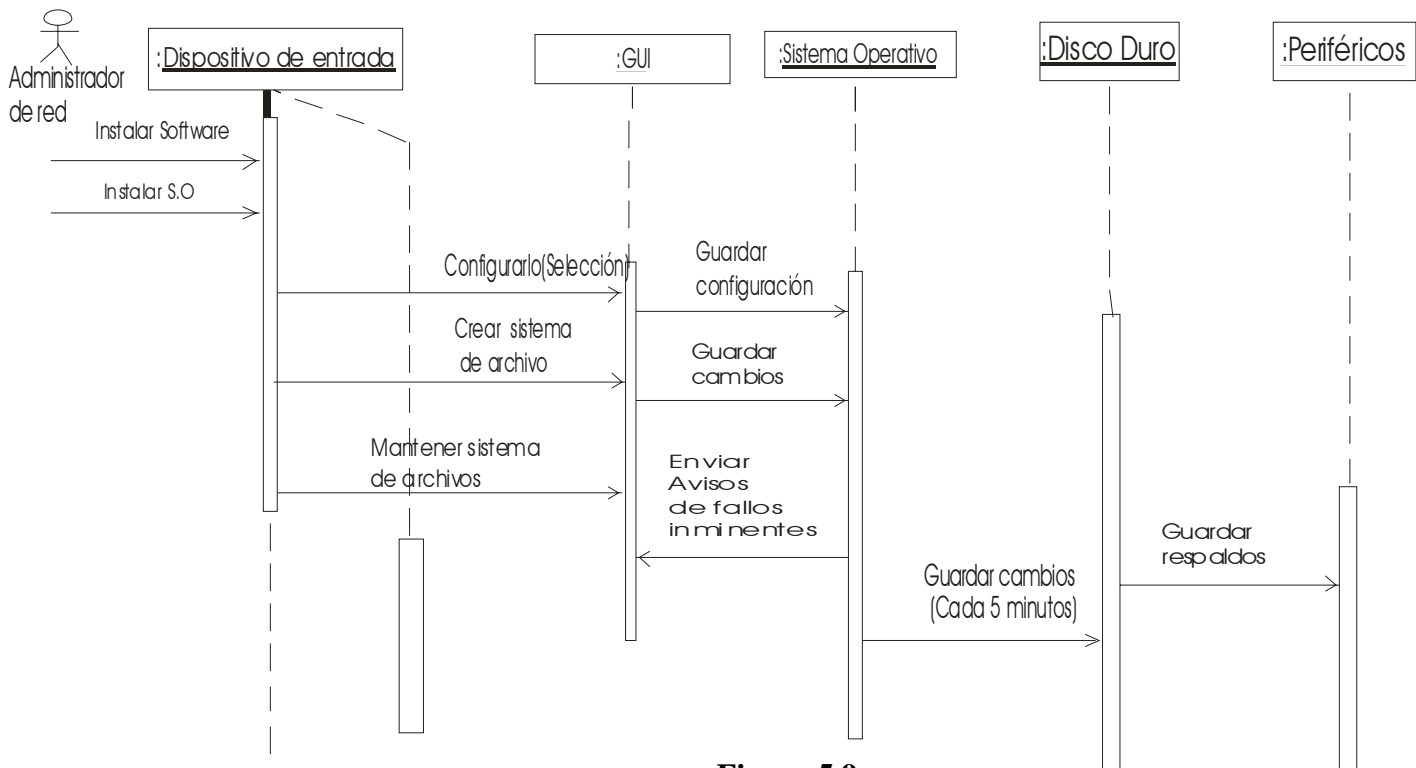 Administrador
de red
:Dispositivo de entrada
:GUI
:Sistema Operativo
:Disco Duro
:Periféricos
Instalar Software
Instalar S.O
Configurarlo(Selección)
Guardar
configuración
Crear sistema
de archivo
Guardar
cambios
Mantener sistema
de archivos
Enviar
Avisos
de fallos
inminentes
Guardar cambios
(Cada 5 minutos)
Guardar
respaldos